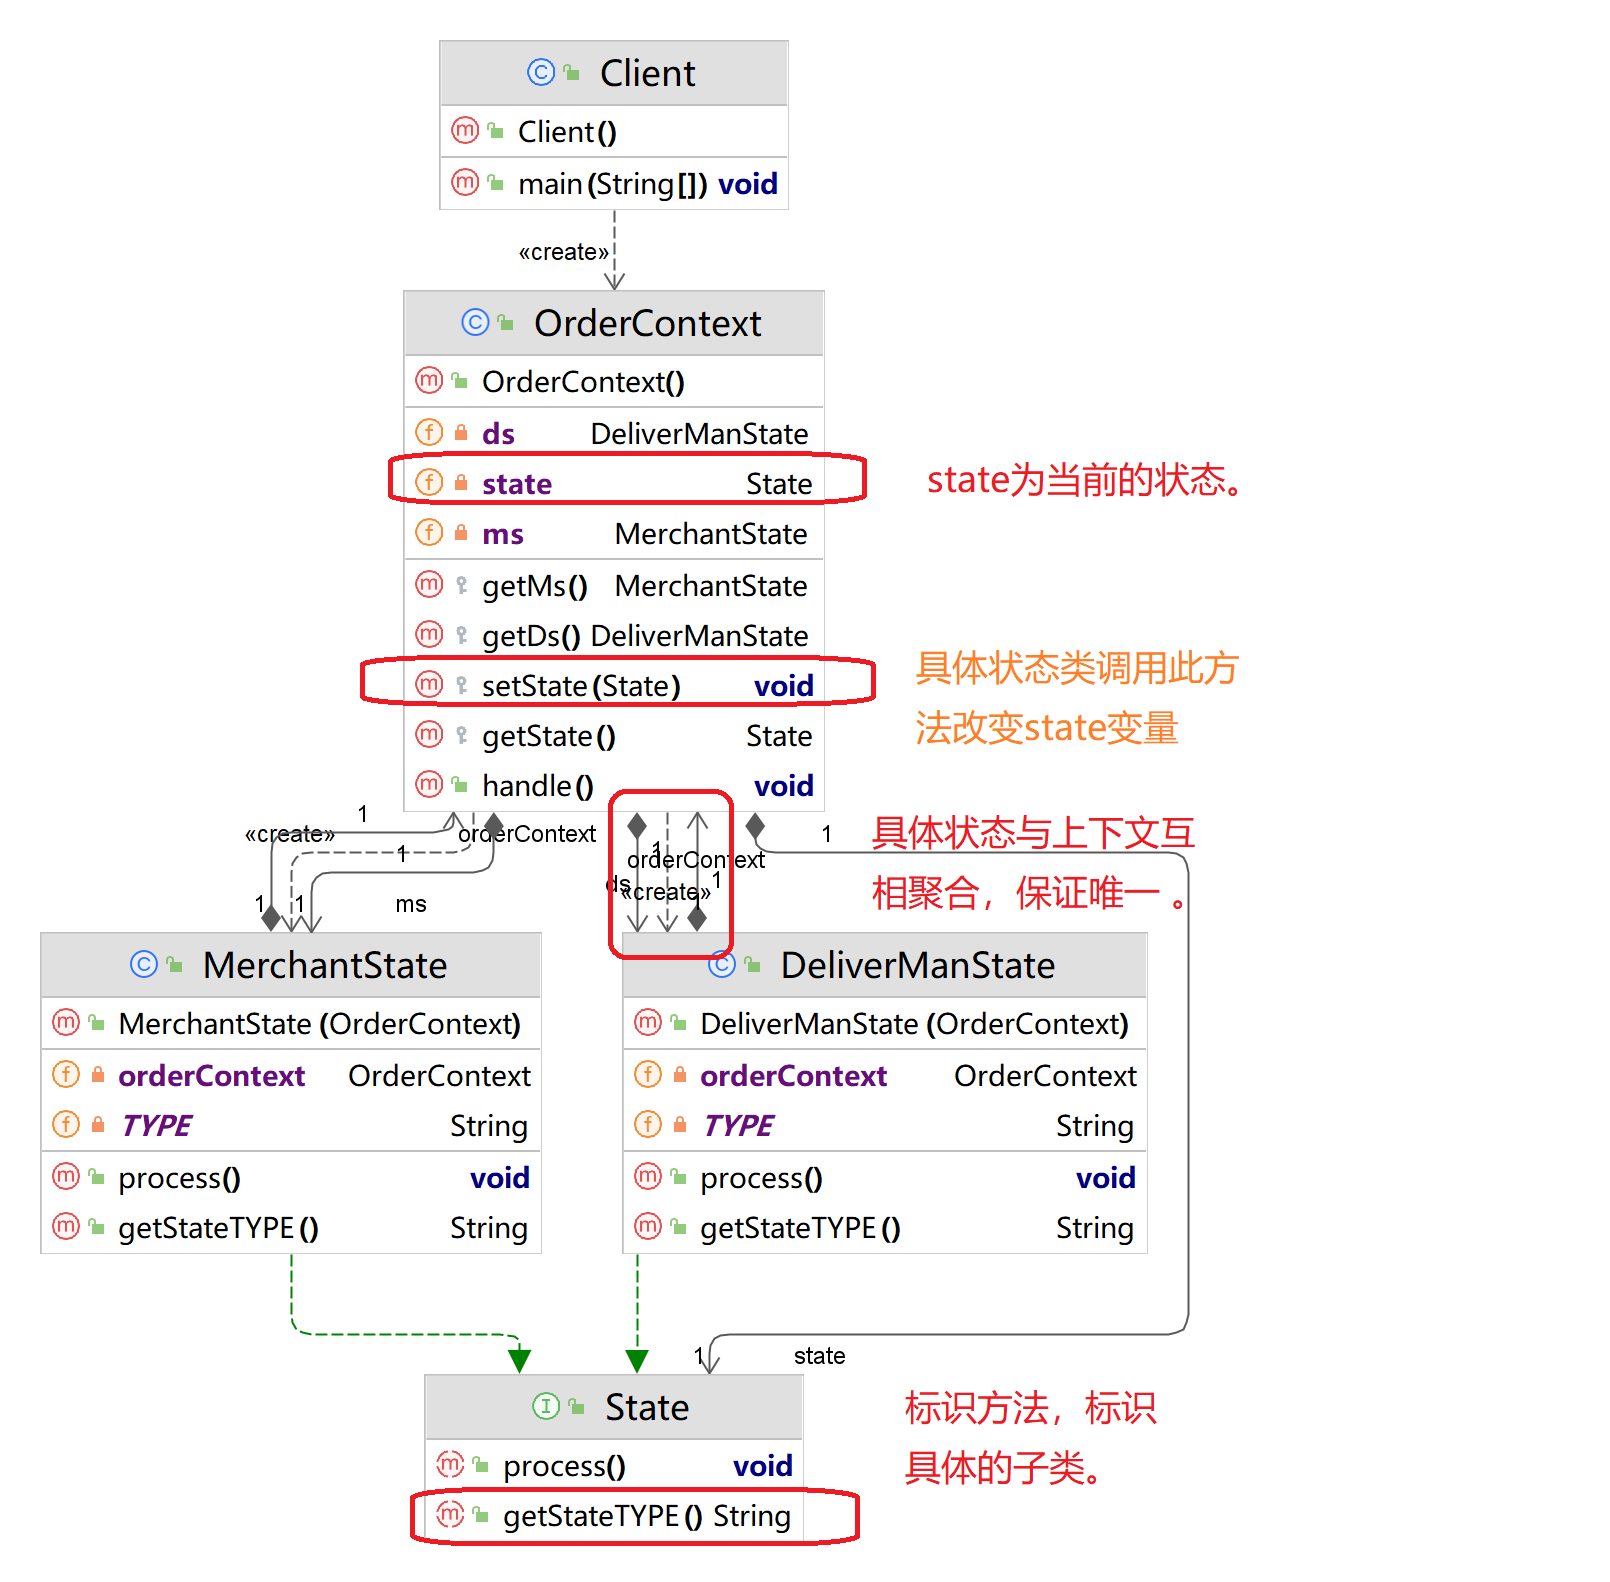 Client
Client()
main(String[]) void
«create»
OrderContext
OrderContext()
ds DeliverManState
state State
state为当前的状态。
ms MerchantState
getMs() MerchantState
getDs() DeliverManState
setState(State) void
具体状态类调用此方
法改变state变量
getState() State
handle() void
1
«create»
orderContext
1
1
1
ms
1
orderContext
ds
«create»
1
1
具体状态与上下文互
相聚合，保证唯一 。
MerchantState
MerchantState(OrderContext)
orderContext OrderContext
TYPE String
process() void
getStateTYPE() String
DeliverManState
DeliverManState(OrderContext)
orderContext OrderContext
TYPE String
process() void
getStateTYPE() String
1
state
State
process() void
getStateTYPE() String
标识方法，标识
具体的子类。